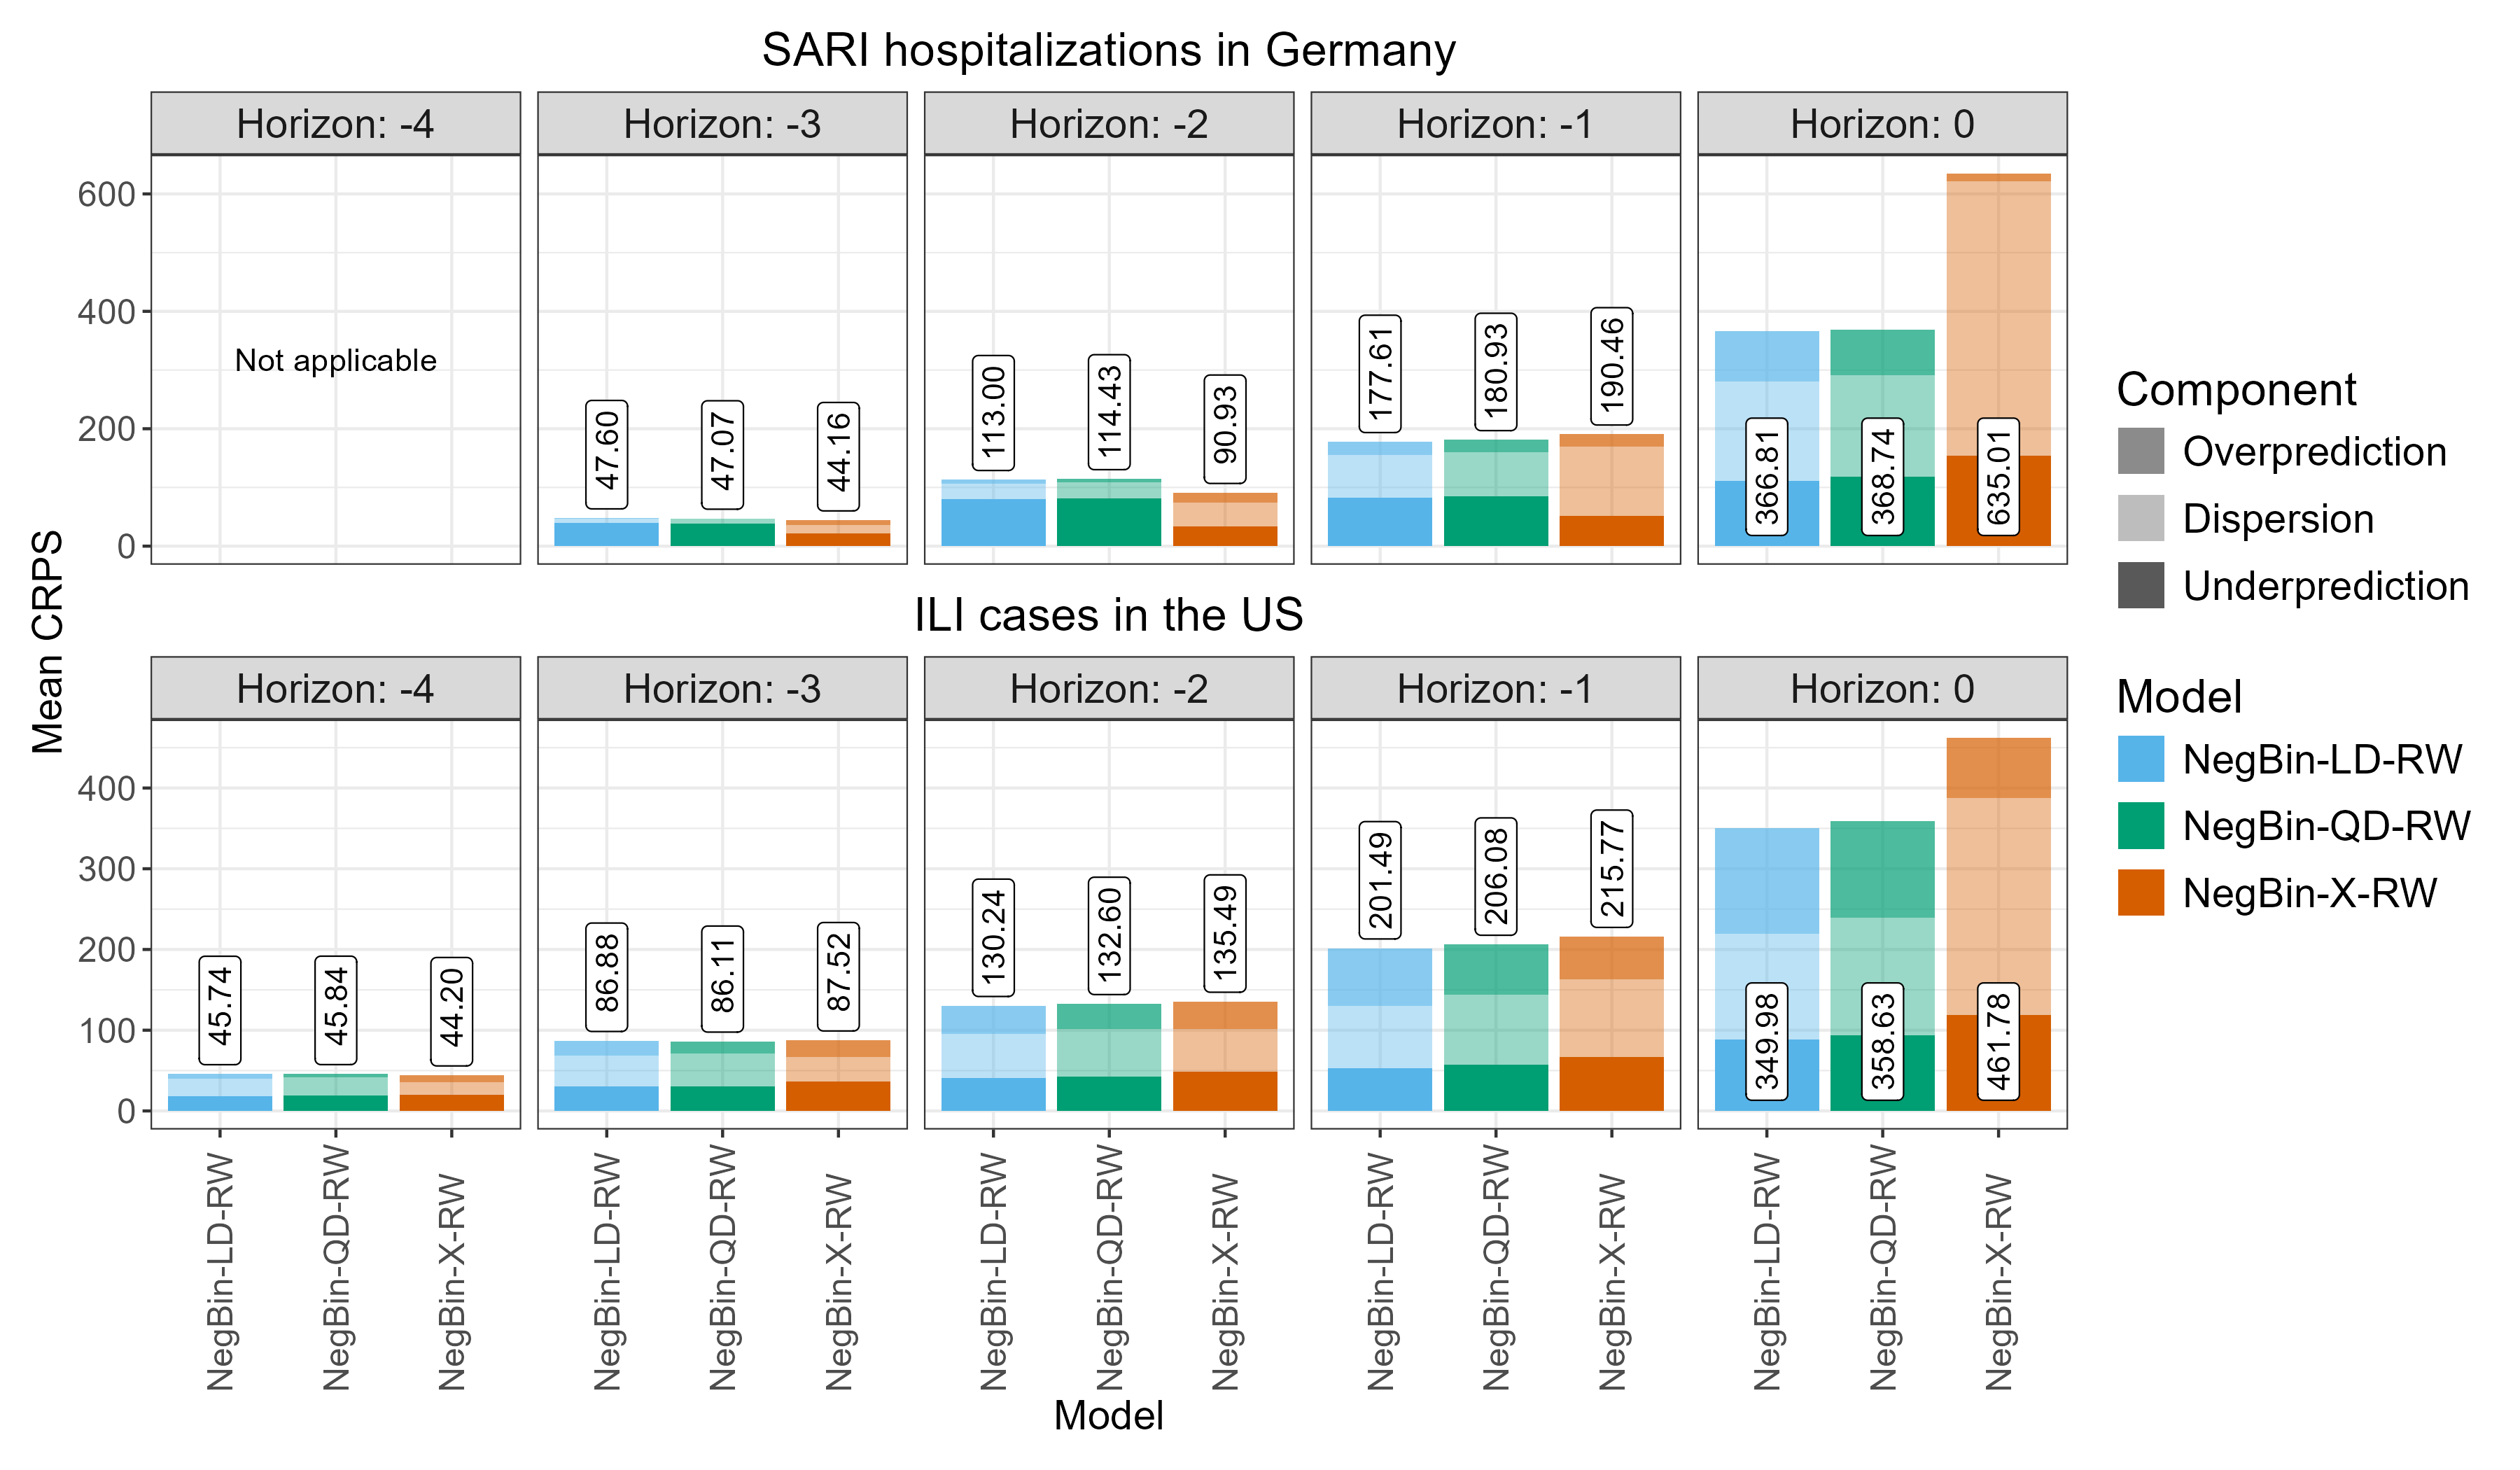 SARI hospitalizations in Germany
Horizon: -4
Horizon: -3
Horizon: -2
Horizon: -1
Horizon: 0
600
400
200
0
Not applicable
47.60
47.07
44.16
113.00
114.43
90.93
177.61
180.93
190.46
366.81
368.74
635.01
Mean CRPS
ILI cases in the US
Horizon: -4
Horizon: -3
Horizon: -2
Horizon: -1
Horizon: 0
400
300
200
100
0
45.74
45.84
44.20
86.88
86.11
87.52
130.24
132.60
135.49
201.49
206.08
215.77
349.98
358.63
461.78
NegBin-LD-RW
NegBin-QD-RW
NegBin-X-RW
NegBin-LD-RW
NegBin-QD-RW
NegBin-X-RW
NegBin-LD-RW
NegBin-QD-RW
NegBin-X-RW
NegBin-LD-RW
NegBin-QD-RW
NegBin-X-RW
NegBin-LD-RW
NegBin-QD-RW
NegBin-X-RW
Model
Component
Overprediction
Dispersion
Underprediction
Model
NegBin-LD-RW
NegBin-QD-RW
NegBin-X-RW